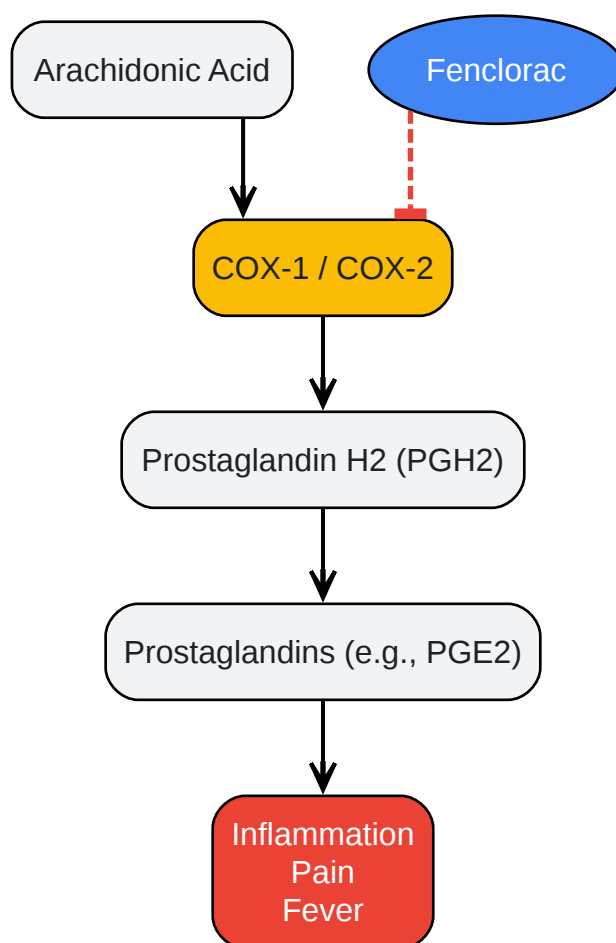 Arachidonic Acid
Fenclorac
COX-1 / COX-2
Prostaglandin H2 (PGH2)
Prostaglandins (e.g., PGE2)
Inflammation
Pain
Fever